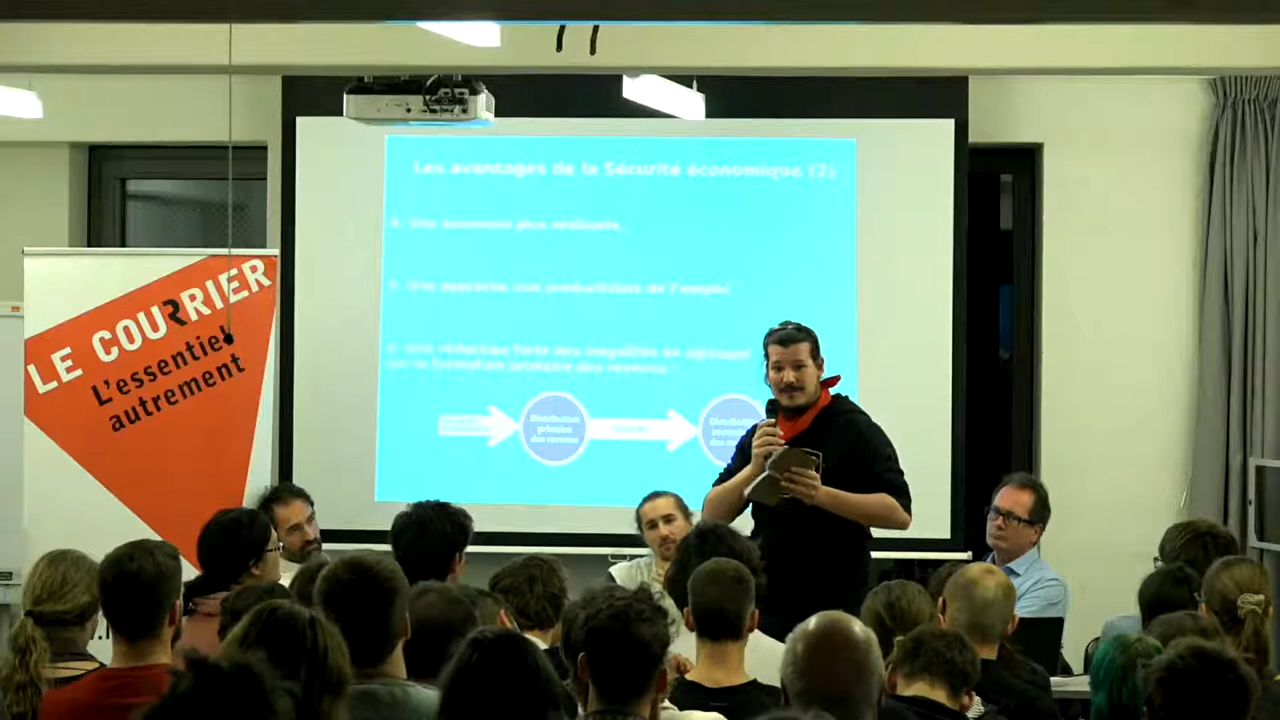 Les avantages de la Sécurité économique (2)
4. Une économie plus résiliente
LE COURRIER
L'essentiel
autrement
5. Une approche non productiviste de l'emploi
6. Une réduction forte des inégalités en agissant
sur la formation primaire des revenus :
Distribution
primaire
des revenus